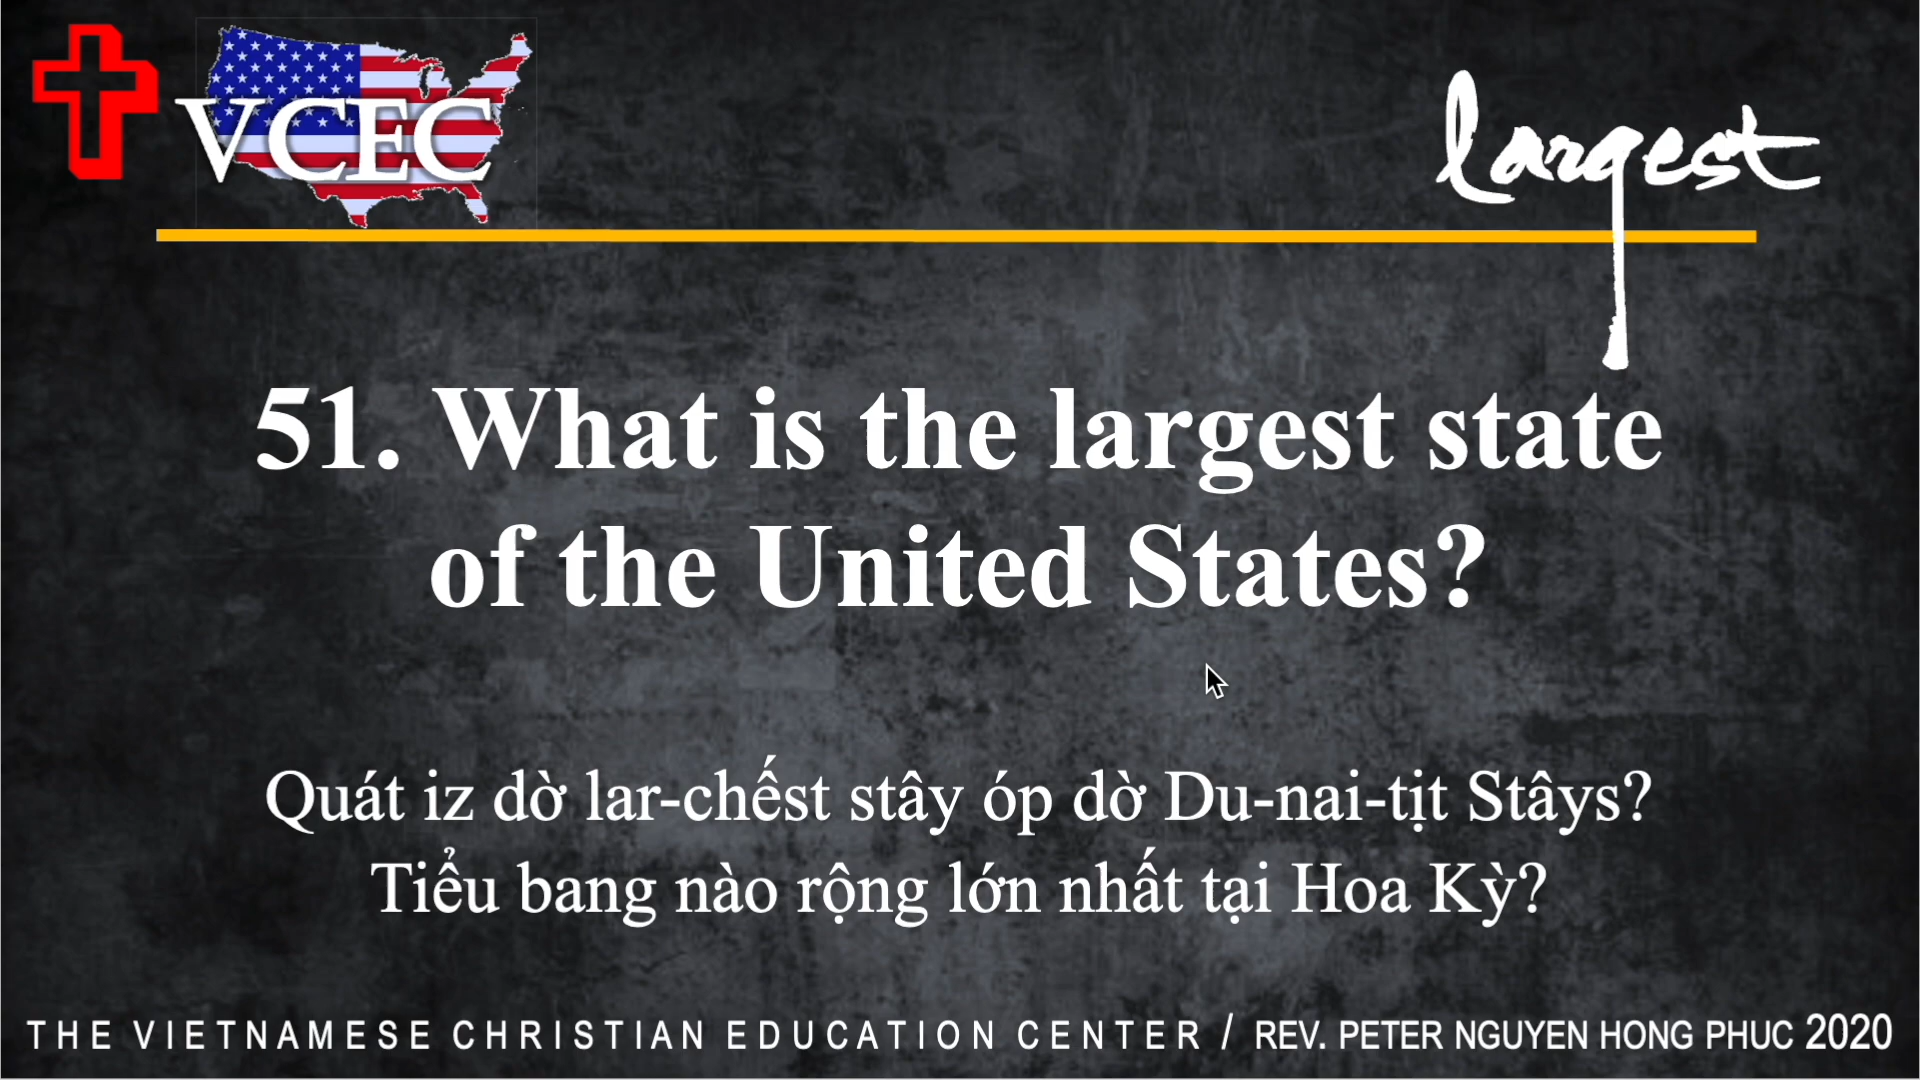 VCEC
largest
51. What is the largest state
of the United States?
Quát iz dờ lar-chếst stây óp dờ Du-nai-tịt Stâys?
Tiểu bang nào rộng lớn nhất tại Hoa Kỳ?
THE VIETNAMESE CHRISTIAN EDUCATION CENTER / REV. PETER NGUYEN HONG PHUC 2020